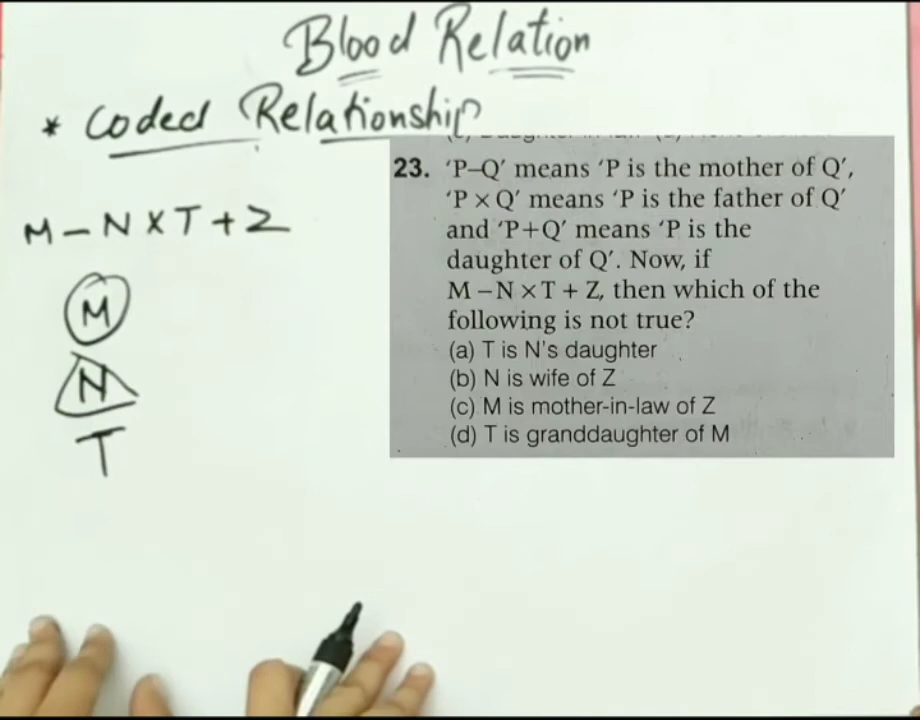 Blood Relation
* Coded Relationship
23. 'P–Q' means 'P is the mother of Q',
'P × Q' means 'P is the father of Q'
and 'P+Q' means 'P is the
daughter of Q'. Now, if
M – N × T + Z, then which of the
following is not true?
(a) T is N's daughter
(b) N is wife of Z
(c) M is mother-in-law of Z
(d) T is granddaughter of M
M – N × T + Z
M
N
T